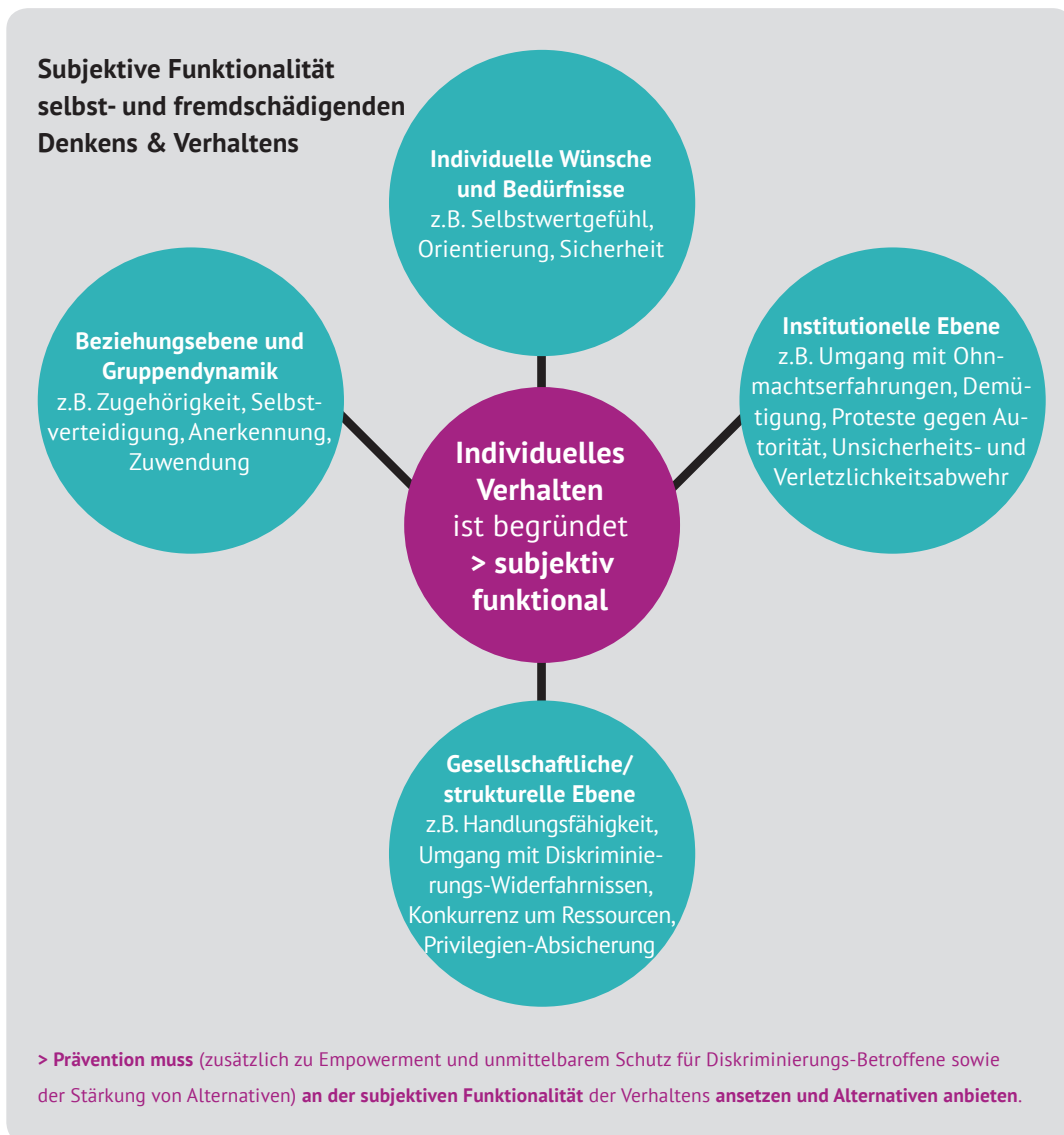 Subjektive Funktionalität
selbst- und fremdschädigenden
Denkens & Verhaltens
Individuelle Wünsche
und Bedürfnisse
z.B. Selbstwertgefühl,
Orientierung, Sicherheit
Beziehungsebene und
Gruppendynamik
z.B. Zugehörigkeit, Selbst-
verteidigung, Anerkennung,
Zuwendung
Institutionelle Ebene
z.B. Umgang mit Ohn-
machtserfahrungen, Demü-
tigung, Proteste gegen Au-
torität, Unsicherheits- und
Verletzlichkeitsabwehr
Individuelles
Verhalten
ist begründet
> subjektiv
funktional
Gesellschaftliche/
strukturelle Ebene
z.B. Handlungsfähigkeit,
Umgang mit Diskriminie-
rungs-Widerfahrnissen,
Konkurrenz um Ressourcen,
Privilegien-Absicherung
> Prävention muss (zusätzlich zu Empowerment und unmittelbarem Schutz für Diskriminierungs-Betroffene sowie
der Stärkung von Alternativen) an der subjektiven Funktionalität der Verhaltens ansetzen und Alternativen anbieten.